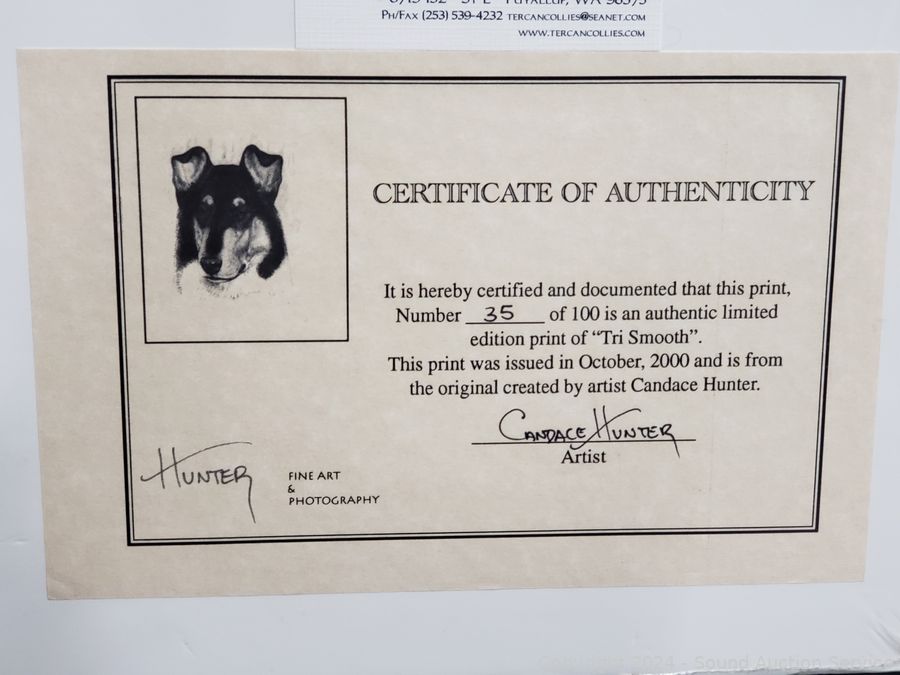 Puyallup, WA 98373
Ph/Fax (253) 539-4232 tercancollies@seanet.com
www.tercancollies.com
CERTIFICATE OF AUTHENTICITY
It is hereby certified and documented that this print,
Number 35 of 100 is an authentic limited
edition print of “Tri Smooth”.
This print was issued in October, 2000 and is from
the original created by artist Candace Hunter.
Candace Hunter
Artist
Hunter
FINE ART
&
PHOTOGRAPHY
Copyright 2024 - Sound Auction Service